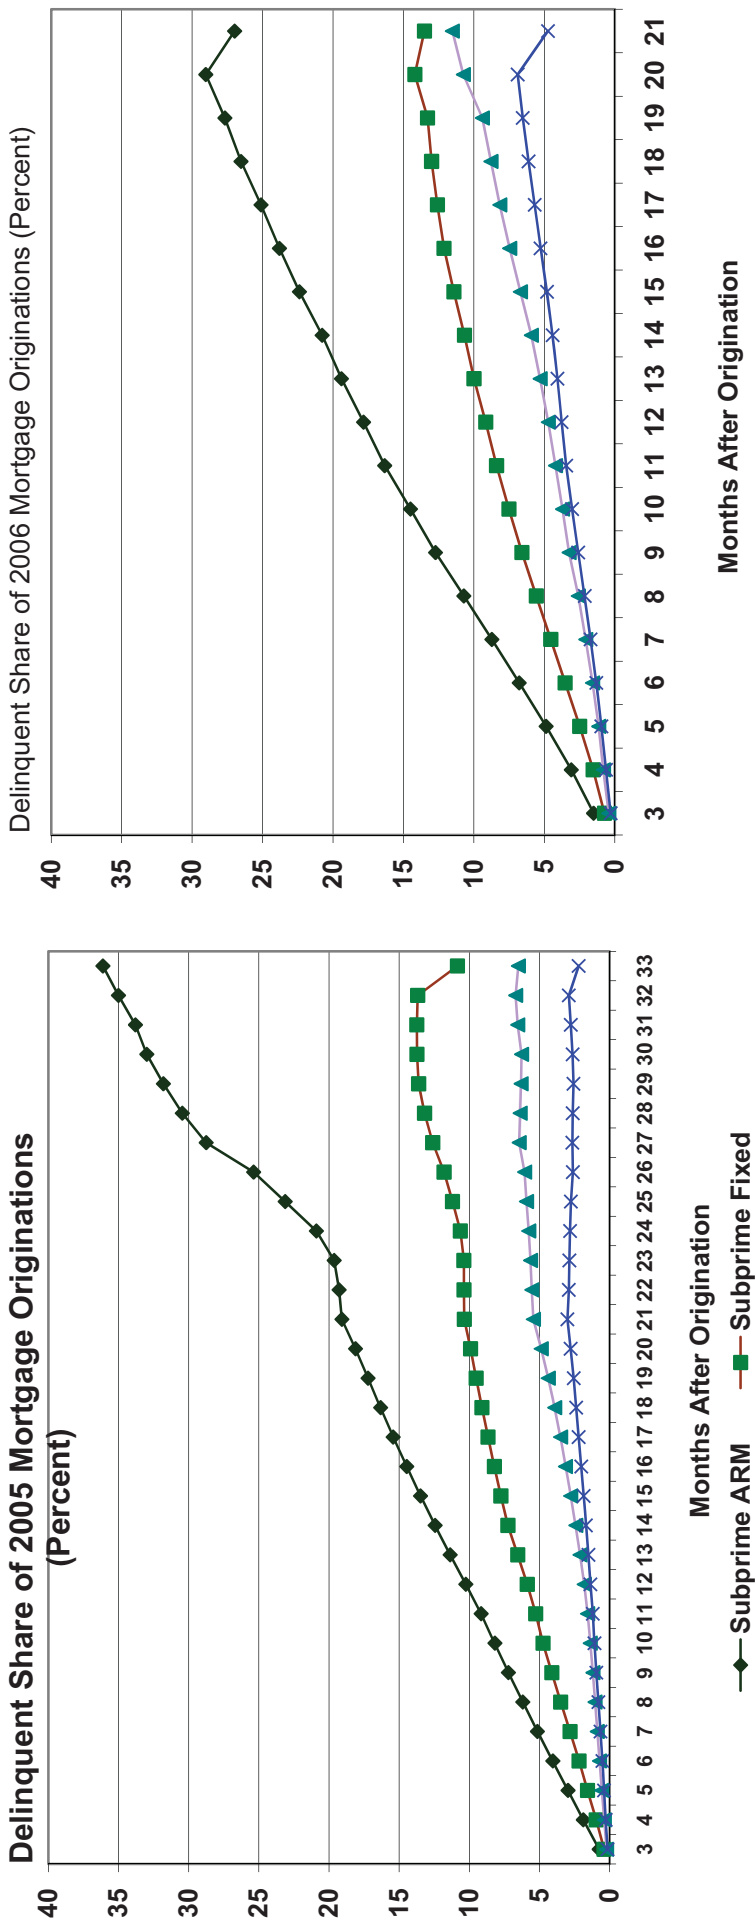 Delinquent Share of 2005 Mortgage Originations
(Percent)
40
35
30
25
20
15
10
5
0
3 4 5 6 7 8 9 10 11 12 13 14 15 16 17 18 19 20 21 22 23 24 25 26 27 28 29 30 31 32 33
Months After Origination
Subprime ARM Subprime Fixed
Delinquent Share of 2006 Mortgage Originations (Percent)
40
35
30
25
20
15
10
5
0
3 4 5 6 7 8 9 10 11 12 13 14 15 16 17 18 19 20 21
Months After Origination